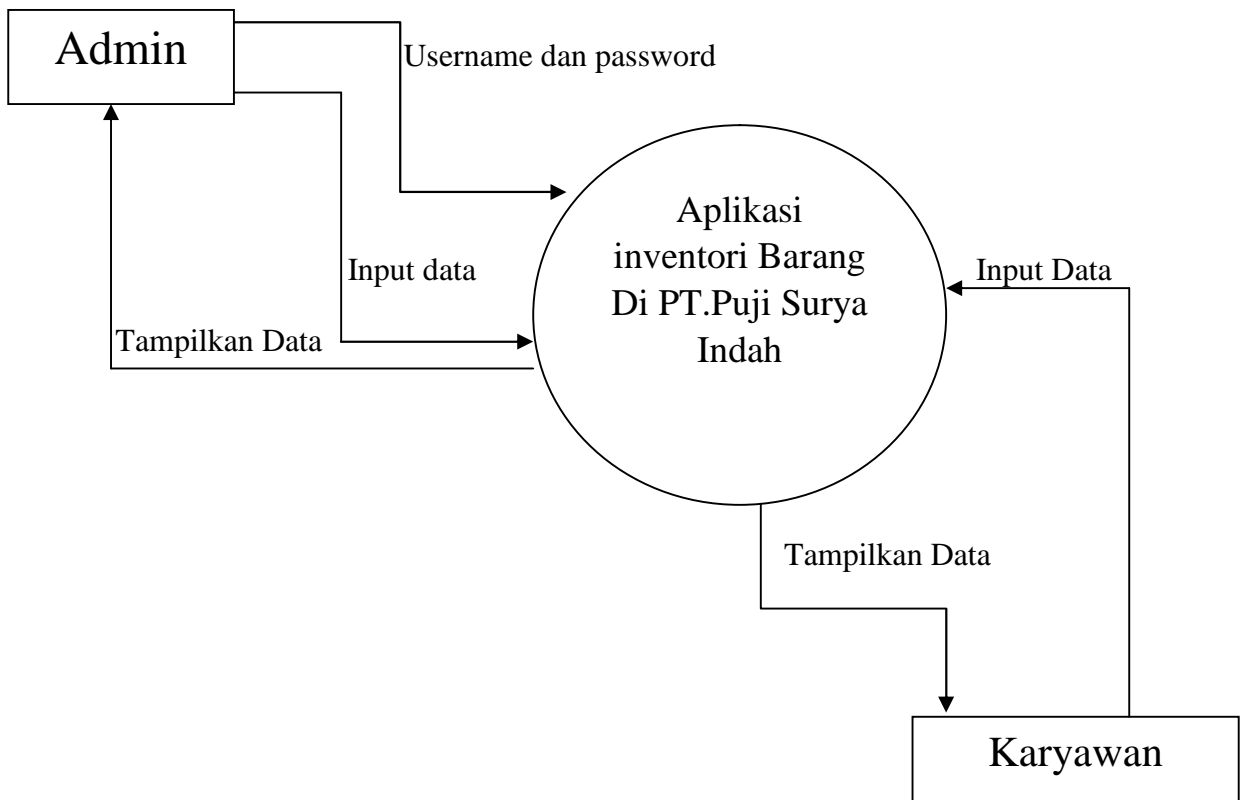 Admin
Username dan password
Aplikasi
inventori Barang
Di PT.Puji Surya
Indah
Input data
Input Data
Tampilkan Data
Tampilkan Data
Karyawan